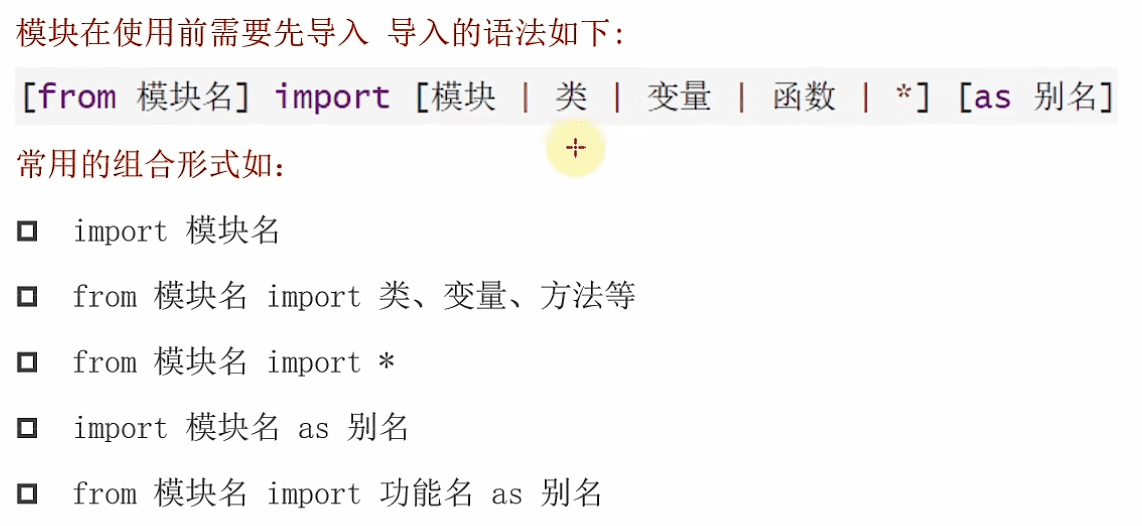 模块在使用前需要先导入 导入的语法如下:
[from 模块名] import [模块 | 类 | 变量 | 函数 | *] [as 别名]
常用的组合形式如：
import 模块名
from 模块名 import 类、变量、方法等
from 模块名 import *
import 模块名 as 别名
from 模块名 import 功能名 as 别名